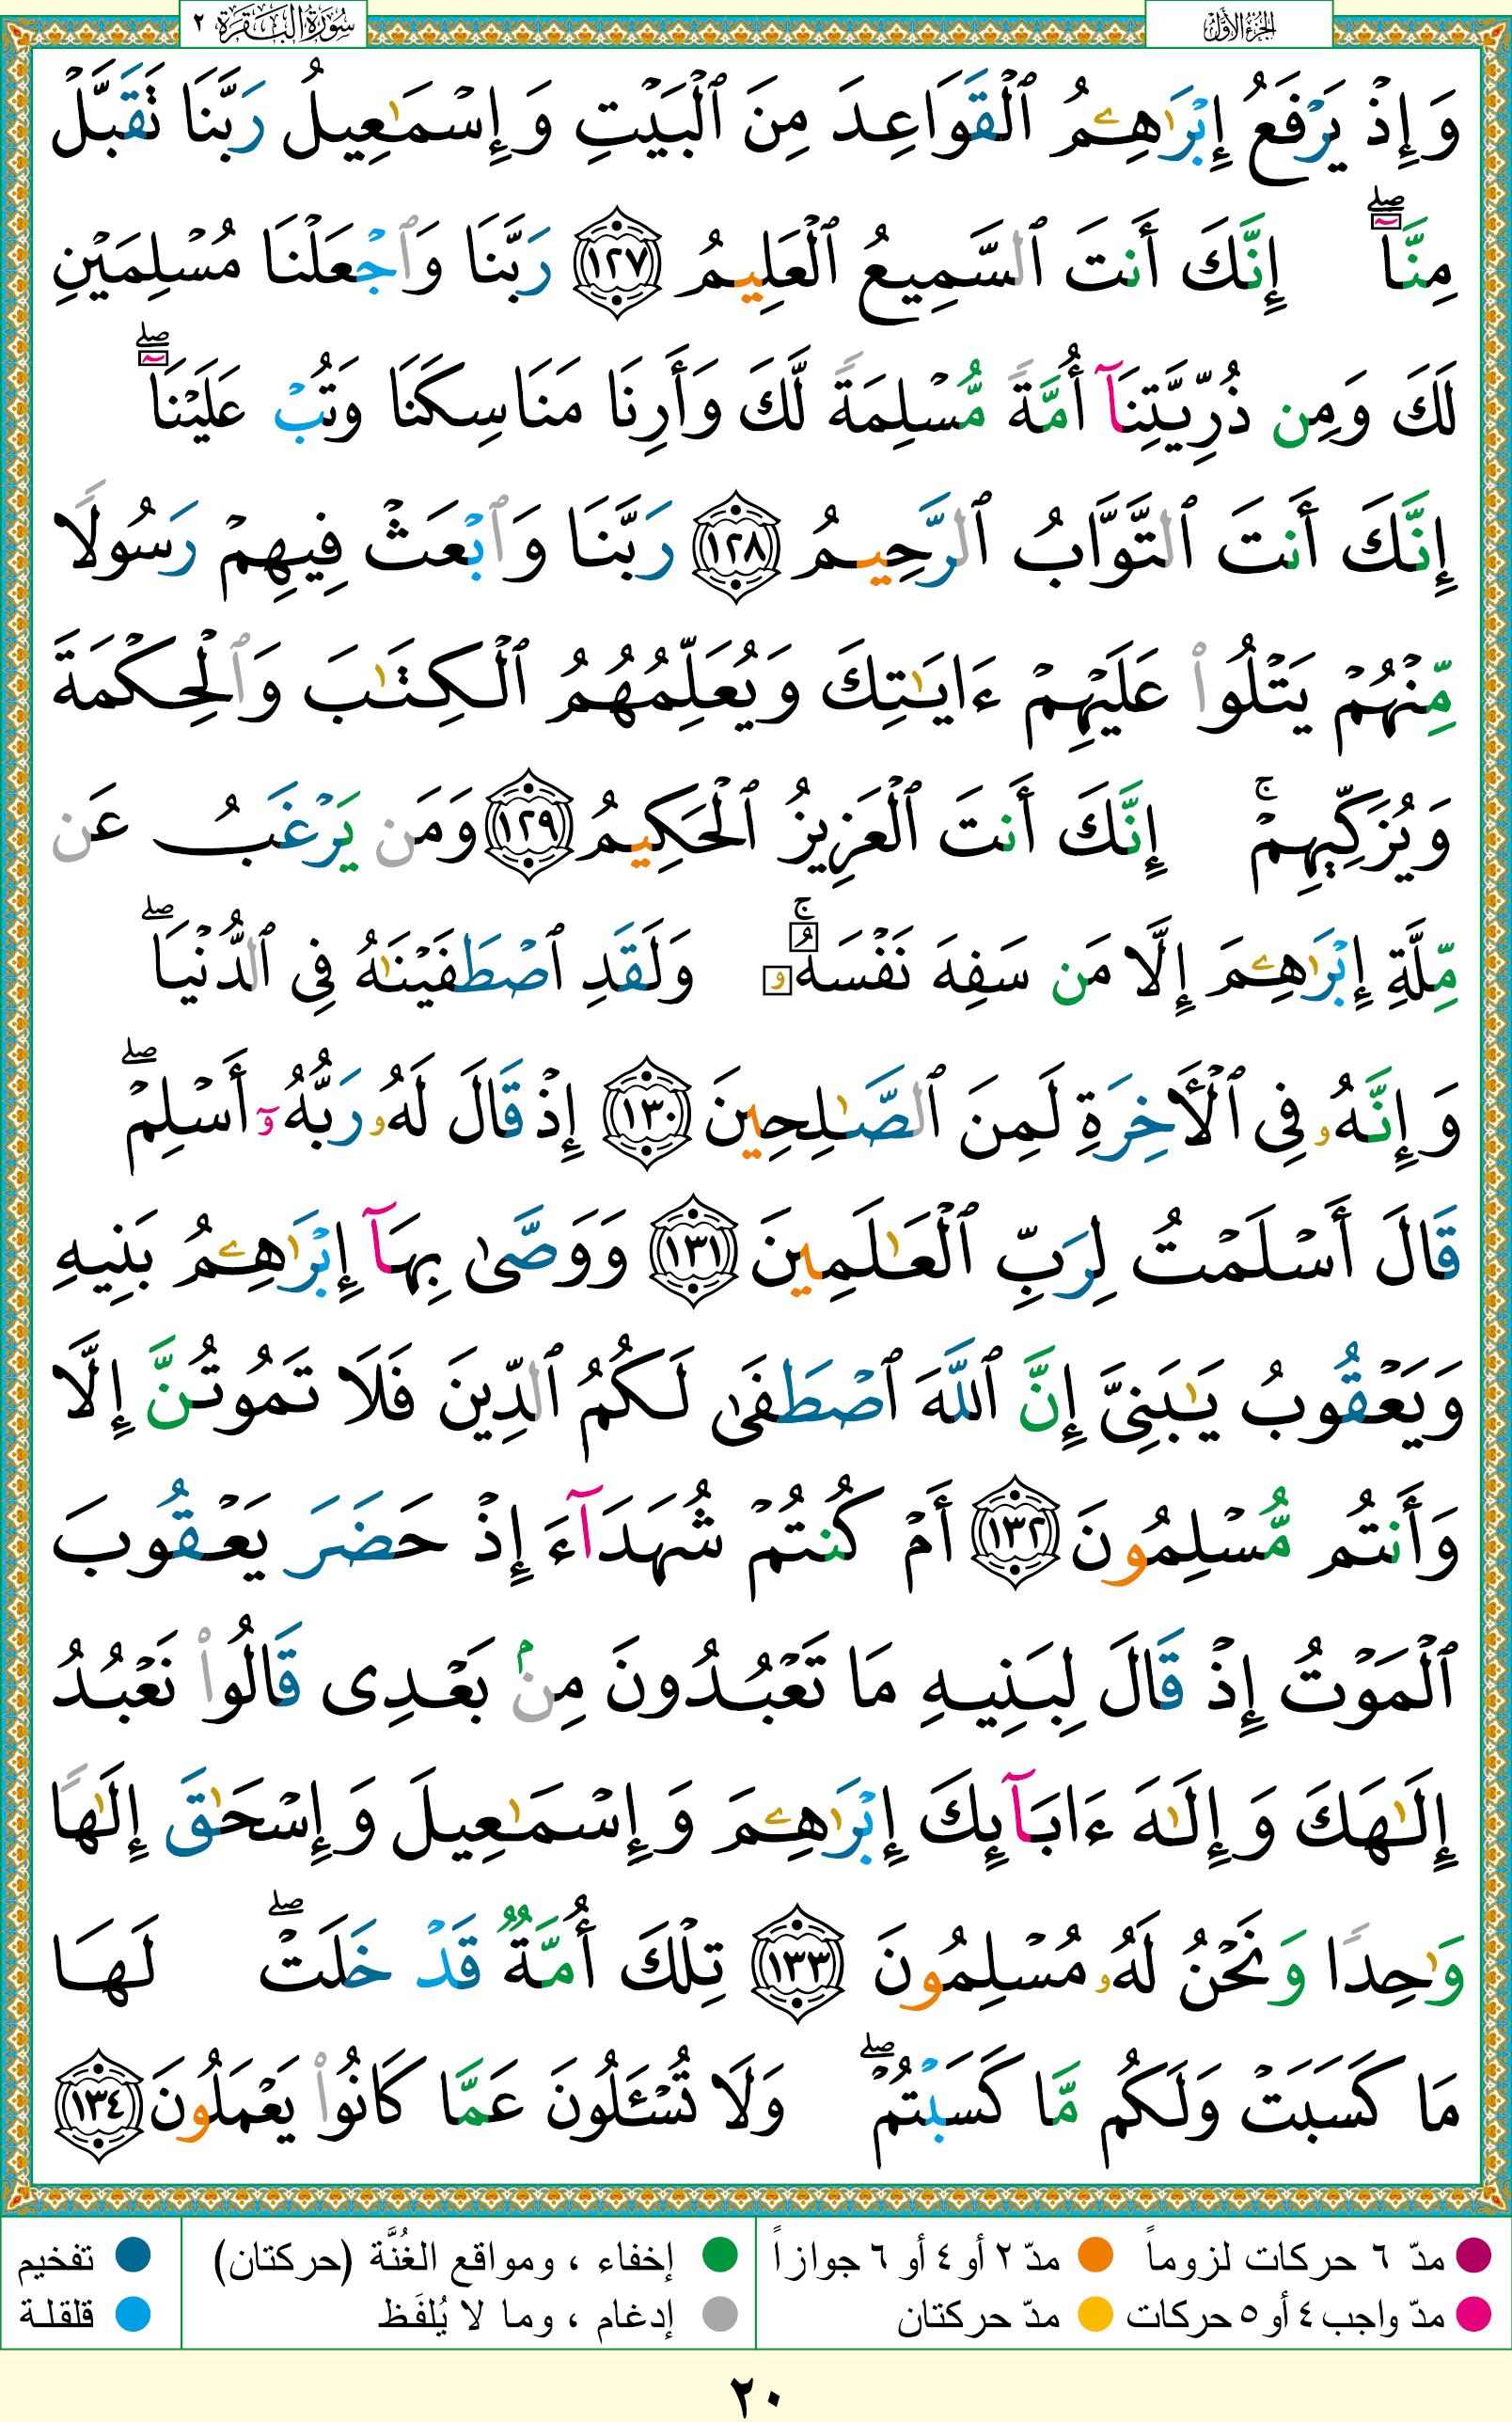 الجزء الأول
سورة البقرة ٢
وَإِذْ يَرْفَعُ إِبْرَٰهِـۧمُ ٱلْقَوَاعِدَ مِنَ ٱلْبَيْتِ وَإِسْمَـٰعِيلُ رَبَّنَا تَقَبَّلْ
مِنَّآ ۖ إِنَّكَ أَنتَ ٱلسَّمِيعُ ٱلْعَلِيمُ ١٢٧ رَبَّنَا وَٱجْعَلْنَا مُسْلِمَيْنِ
لَكَ وَمِن ذُرِّيَّتِنَآ أُمَّةً مُّسْلِمَةً لَّكَ وَأَرِنَا مَنَاسِكَنَا وَتُبْ عَلَيْنَآ ۖ
إِنَّكَ أَنتَ ٱلتَّوَّابُ ٱلرَّحِيمُ ١٢٨ رَبَّنَا وَٱبْعَثْ فِيهِمْ رَسُولًا
مِّنْهُمْ يَتْلُوا۟ عَلَيْهِمْ ءَايَـٰتِكَ وَيُعَلِّمُهُمُ ٱلْكِتَـٰبَ وَٱلْحِكْمَةَ
وَيُزَكِّيهِمْ ۚ إِنَّكَ أَنتَ ٱلْعَزِيزُ ٱلْحَكِيمُ ١٢٩ وَمَن يَرْغَبُ عَن
مِّلَّةِ إِبْرَٰهِـۧمَ إِلَّا مَن سَفِهَ نَفْسَهُۥ ۚ وَلَقَدِ ٱصْطَفَيْنَـٰهُ فِى ٱلدُّنْيَا ۖ
وَإِنَّهُۥ فِى ٱلْـَٔاخِرَةِ لَمِنَ ٱلصَّـٰلِحِينَ ١٣٠ إِذْ قَالَ لَهُۥ رَبُّهُۥٓ أَسْلِمْ ۖ
قَالَ أَسْلَمْتُ لِرَبِّ ٱلْعَـٰلَمِينَ ١٣١ وَوَصَّىٰ بِهَآ إِبْرَٰهِـۧمُ بَنِيهِ
وَيَعْقُوبُ يَـٰبَنِىَّ إِنَّ ٱللَّهَ ٱصْطَفَىٰ لَكُمُ ٱلدِّينَ فَلَا تَمُوتُنَّ إِلَّا
وَأَنتُم مُّسْلِمُونَ ١٣٢ أَمْ كُنتُمْ شُهَدَآءَ إِذْ حَضَرَ يَعْقُوبَ
ٱلْمَوْتُ إِذْ قَالَ لِبَنِيهِ مَا تَعْبُدُونَ مِنۢ بَعْدِى قَالُوا۟ نَعْبُدُ
إِلَـٰهَكَ وَإِلَـٰهَ ءَابَآئِكَ إِبْرَٰهِـۧمَ وَإِسْمَـٰعِيلَ وَإِسْحَـٰقَ إِلَـٰهًا
وَٰحِدًا وَنَحْنُ لَهُۥ مُسْلِمُونَ ١٣٣ تِلْكَ أُمَّةٌ قَدْ خَلَتْ ۖ لَهَا
مَا كَسَبَتْ وَلَكُم مَّا كَسَبْتُمْ ۖ وَلَا تُسْـَٔلُونَ عَمَّا كَانُوا۟ يَعْمَلُونَ ١٣٤
مدّ ٦ حركات لزوماً مدّ ٢ أو ٤ أو ٦ جوازاً إخفاء ، ومواقع الغُنَّة (حركتان) تفخيم
مدّ واجب ٤ أو ٥ حركات مدّ حركتان إدغام ، وما لا يُلفَظ قلقلة
٢٠